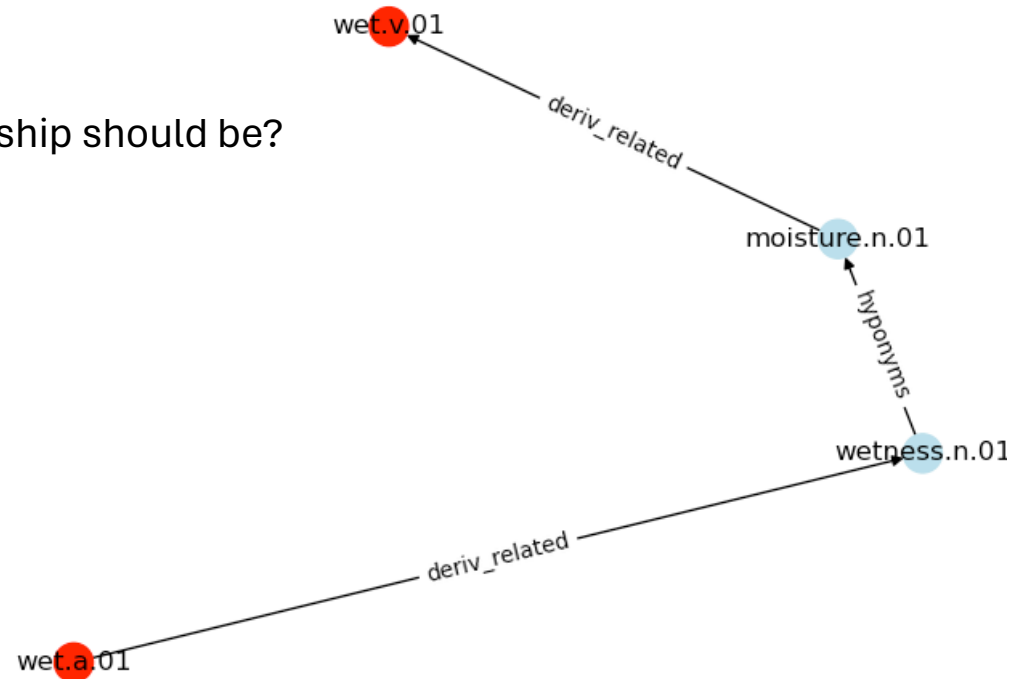 wet.v.01
deriv_related
ship should be?
moisture.n.01
hyponyms
wetness.n.01
deriv_related
wet.a.01